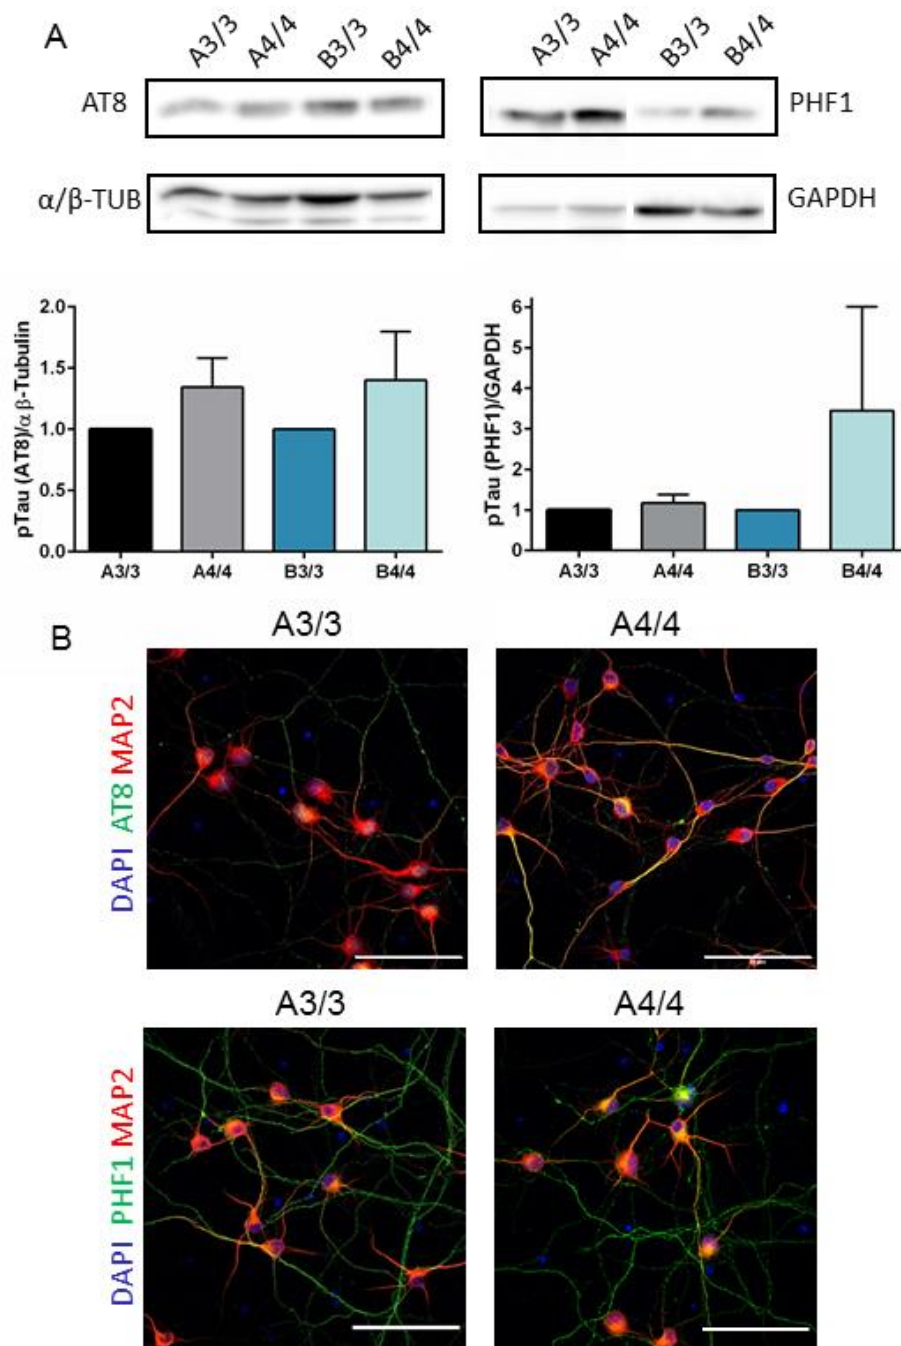 A
A3/3 A4/4 B3/3 B4/4
A3/3 A4/4 B3/3 B4/4
AT8
PHF1
α/β-TUB
GAPDH
pTau (AT8)/α β-Tubulin
2.0
1.5
1.0
0.5
0.0
A3/3 A4/4 B3/3 B4/4
pTau (PHF1)/GAPDH
6
5
4
3
2
1
0
A3/3 A4/4 B3/3 B4/4
B
A3/3 A4/4
DAPI AT8 MAP2
A3/3 A4/4
DAPI PHF1 MAP2